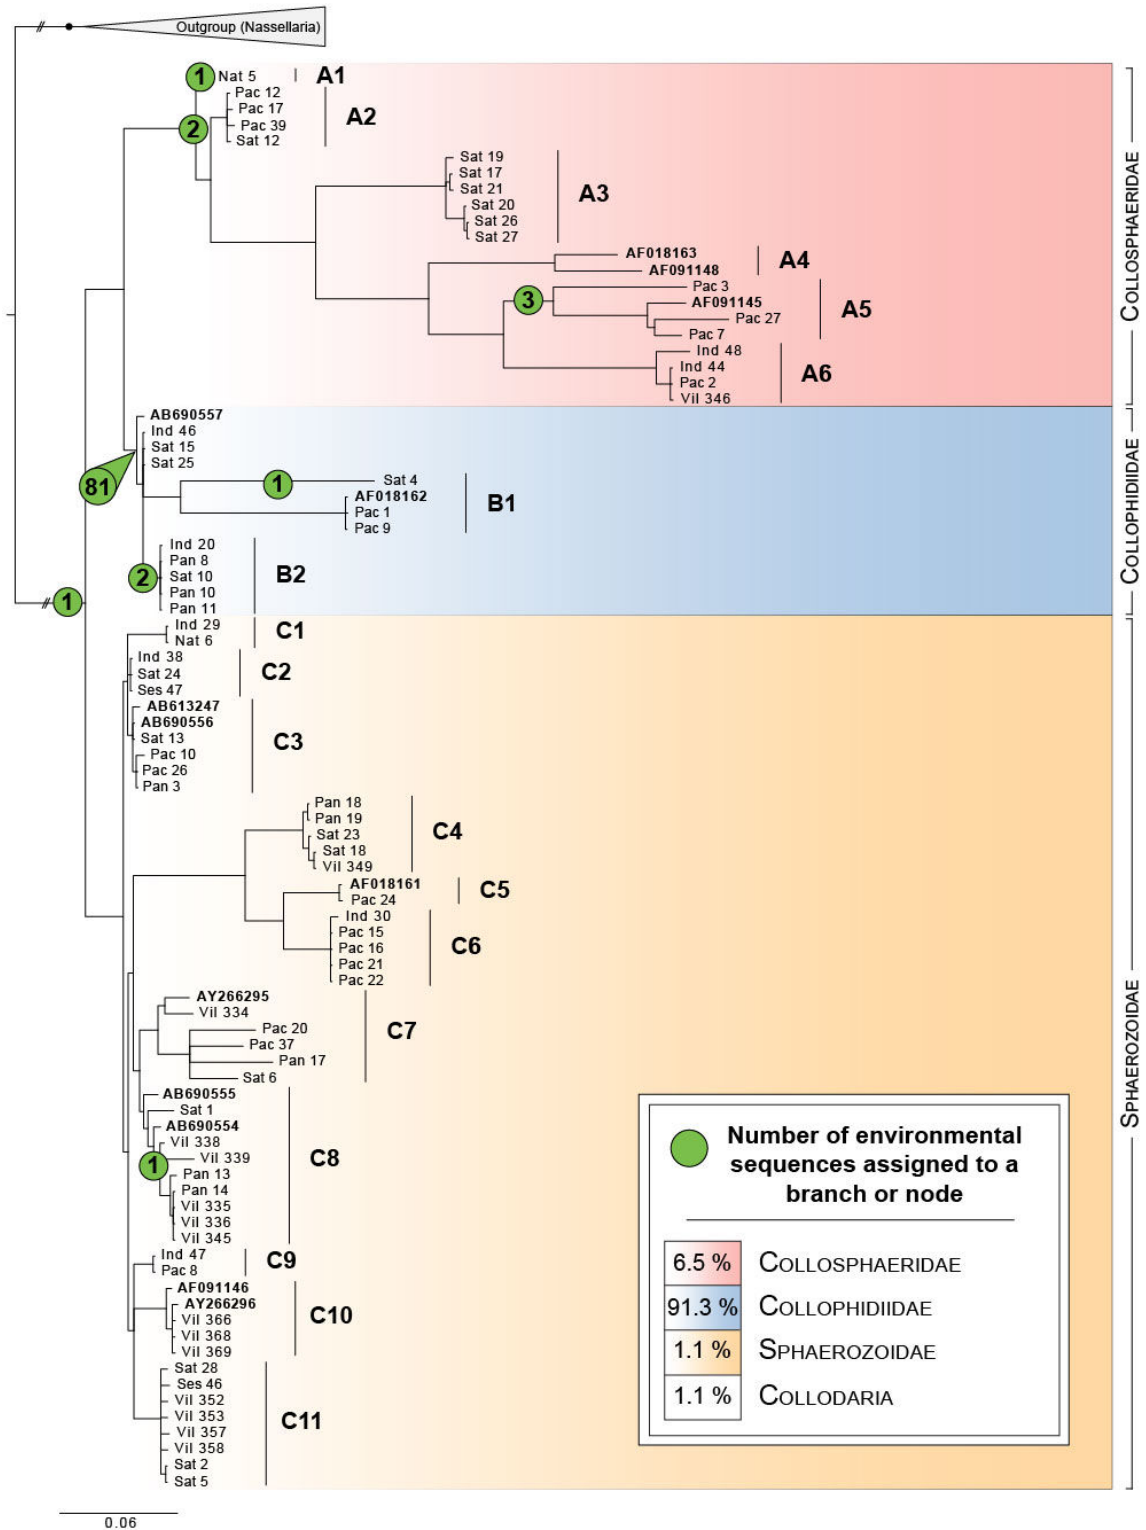 Outgroup (Nassellaria)
1
Nat 5
A1
Pac 12
Pac 17
A2
2
Pac 39
Sat 12
Sat 19
Sat 17
Sat 21
A3
Sat 20
Sat 26
Sat 27
AF018163
A4
AF091148
Pac 3
3
AF091145
A5
Pac 27
Pac 7
Ind 48
Ind 44
A6
Pac 2
Vil 346
COLLOSPHAERIDAE
AB690557
Ind 46
Sat 15
Sat 25
81
1
Sat 4
AF018162
B1
Pac 1
Pac 9
Ind 20
Pan 8
2
Sat 10
B2
Pan 10
Pan 11
COLLOPHIDIIDAE
1
Ind 29
C1
Nat 6
Ind 38
Sat 24
C2
Ses 47
AB613247
AB690556
Sat 13
C3
Pac 10
Pac 26
Pan 3
Pan 18
Pan 19
Sat 23
C4
Sat 18
Vil 349
AF018161
C5
Pac 24
Ind 30
Pac 15
Pac 16
C6
Pac 21
Pac 22
AY266295
Vil 334
Pac 20
C7
Pac 37
Pan 17
Sat 6
AB690555
Sat 1
AB690554
Vil 338
1
Vil 339
C8
Pan 13
Pan 14
Vil 335
Vil 336
Vil 345
Ind 47
C9
Pac 8
AF091146
AY266296
Vil 366
C10
Vil 368
Vil 369
Sat 28
Ses 46
Vil 352
Vil 353
C11
Vil 357
Vil 358
Sat 2
Sat 5
SPHAEROZOIDAE
Number of environmental
sequences assigned to a
branch or node
6.5 % COLLOSPHAERIDAE
91.3 % COLLOPHIDIIDAE
1.1 % SPHAEROZOIDAE
1.1 % COLLODARIA
0.06